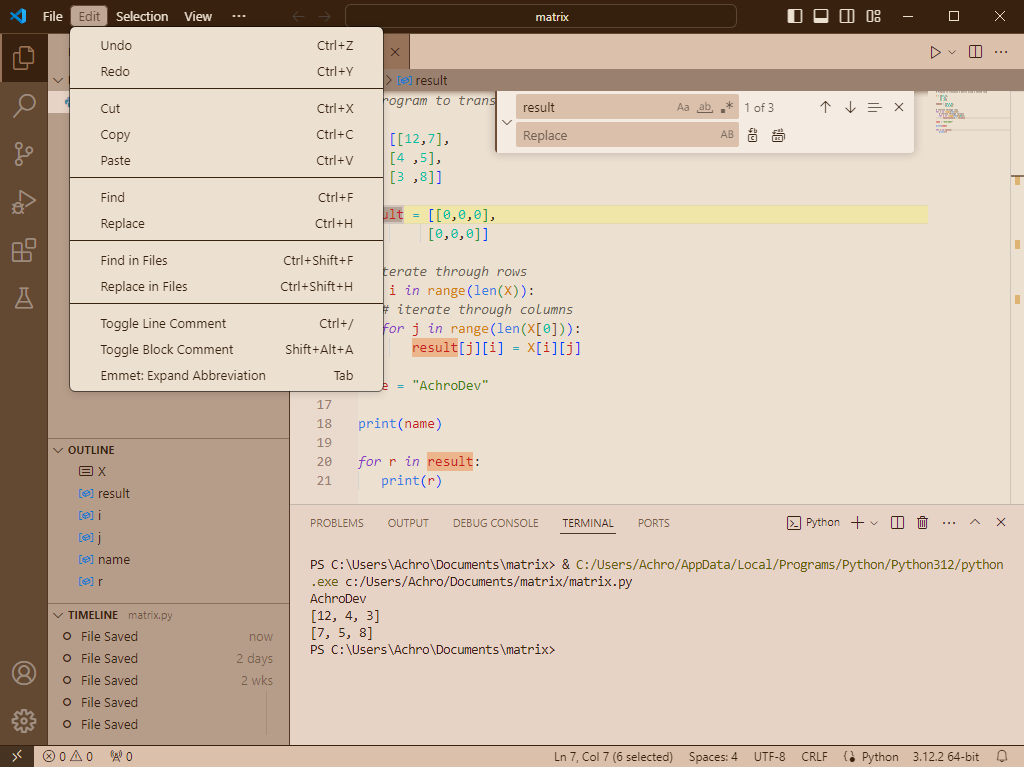 File Edit Selection View ··· matrix
Undo Ctrl+Z
Redo Ctrl+Y
Cut Ctrl+X
Copy Ctrl+C
Paste Ctrl+V
Find Ctrl+F
Replace Ctrl+H
Find in Files Ctrl+Shift+F
Replace in Files Ctrl+Shift+H
Toggle Line Comment Ctrl+/
Toggle Block Comment Shift+Alt+A
Emmet: Expand Abbreviation Tab
result
result Aa ab .* 1 of 3
Replace AB
[[12,7],
[4 ,5],
[3 ,8]]
= [[0,0,0],
[0,0,0]]
through rows
i in range(len(X)):
# iterate through columns
for j in range(len(X[0])):
result[j][i] = X[i][j]
= "AchroDev"
17
18 print(name)
19
20 for r in result:
21 print(r)
OUTLINE
X
result
i
j
name
r
TIMELINE matrix.py
File Saved now
File Saved 2 days
File Saved 2 wks
File Saved
File Saved
PROBLEMS OUTPUT DEBUG CONSOLE TERMINAL PORTS Python
PS C:\Users\Achro\Documents\matrix> & C:/Users/Achro/AppData/Local/Programs/Python/Python312/python
.exe c:/Users/Achro/Documents/matrix/matrix.py
AchroDev
[12, 4, 3]
[7, 5, 8]
PS C:\Users\Achro\Documents\matrix>
0 0 0 Ln 7, Col 7 (6 selected) Spaces: 4 UTF-8 CRLF Python 3.12.2 64-bit